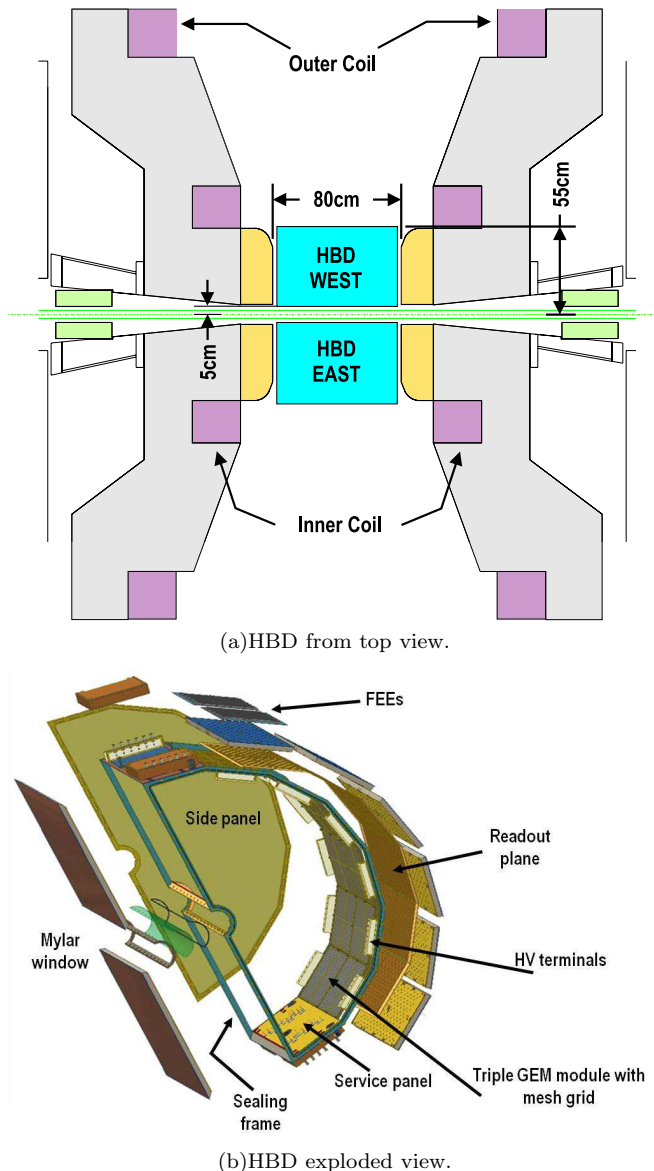 Outer Coil
80cm
55cm
HBD
WEST
HBD
EAST
5cm
Inner Coil
(a)HBD from top view.
FEEs
Side panel
Readout
plane
Mylar
window
HV terminals
Service panel
Triple GEM module with
mesh grid
Sealing
frame
(b)HBD exploded view.